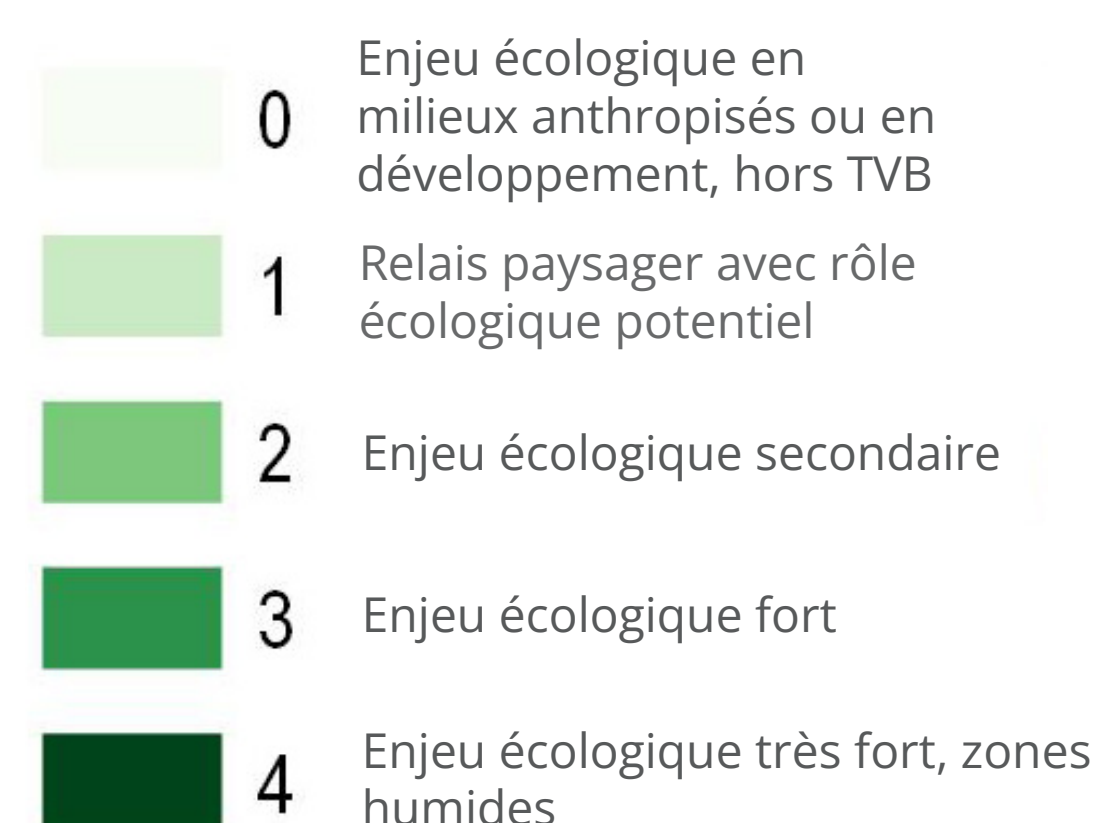 0 Enjeu écologique en
milieux anthropisés ou en
développement, hors TVB
1 Relais paysager avec rôle
écologique potentiel
2 Enjeu écologique secondaire
3 Enjeu écologique fort
4 Enjeu écologique très fort, zones
humides